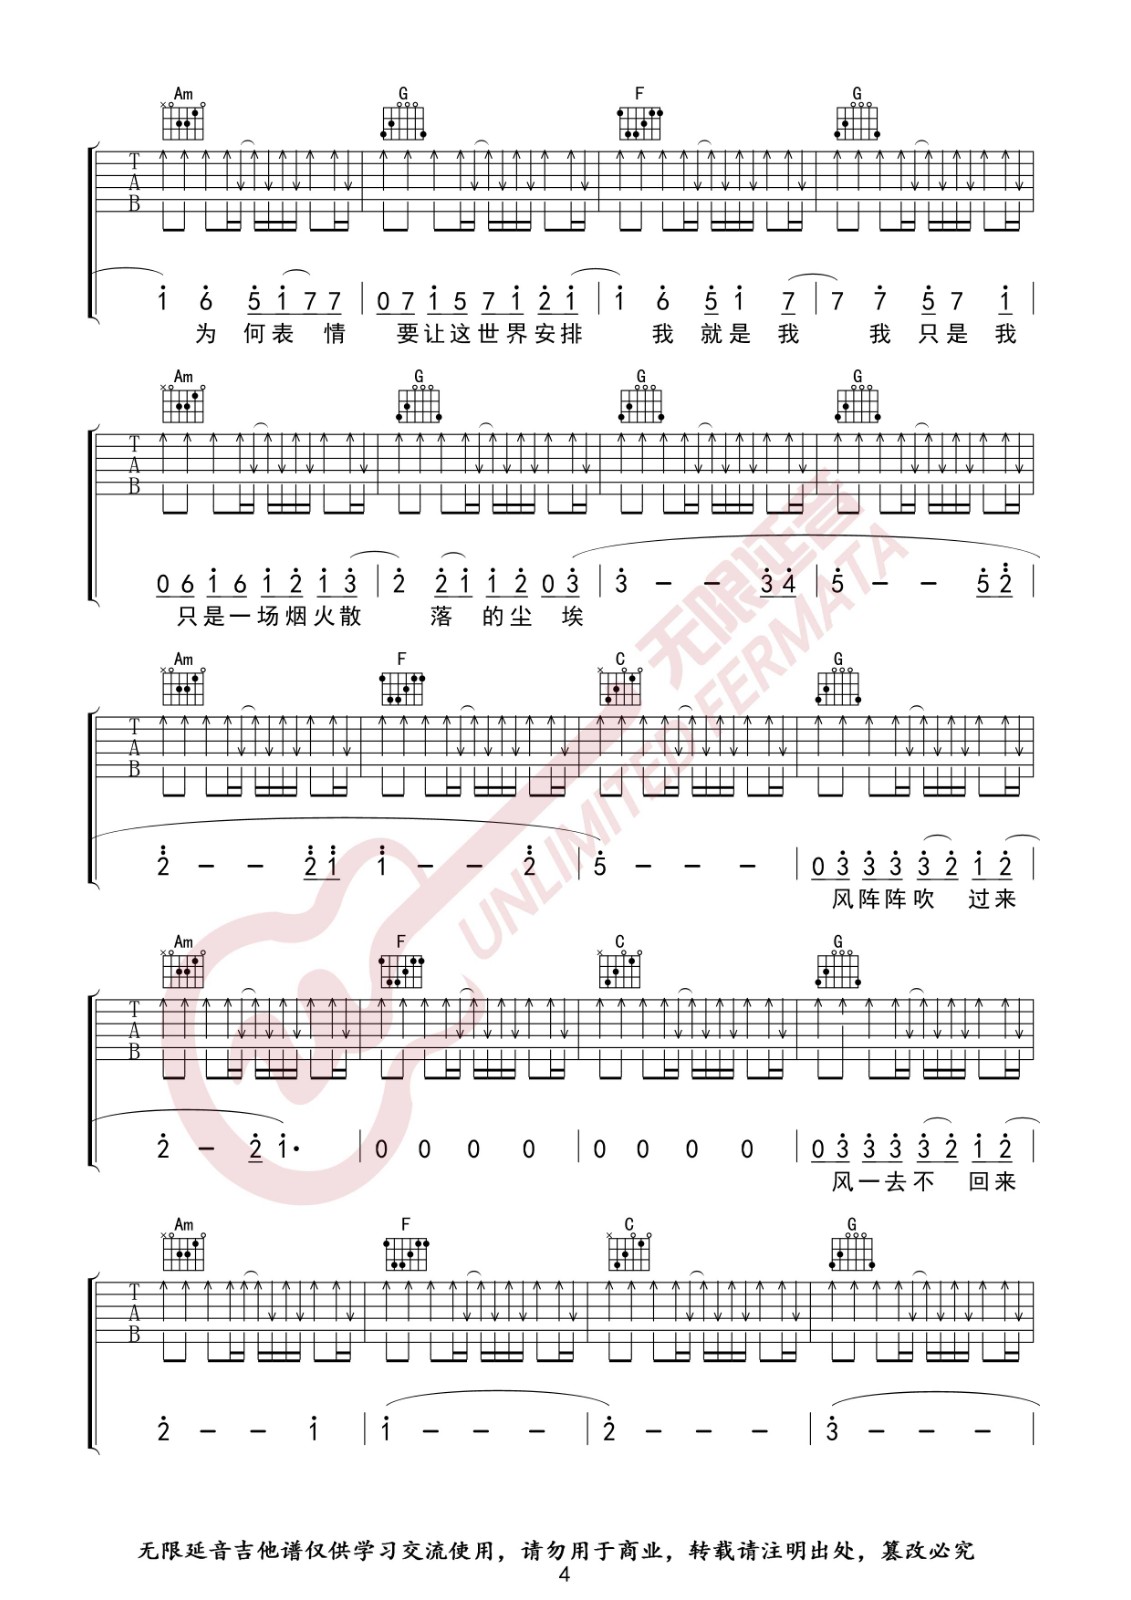 Am G F G
T
A
B
1 6 5 1 7 7 | 0 7 1 5 7 1 2 1 | 1 6 5 1 7 | 7 7 5 7 1 |
为 何 表 情 要 让 这 世 界 安 排 我 就 是 我 我 只 是 我
Am G G G
T
A
B
0 6 1 6 1 2 1 3 | 2 2 1 1 2 0 3 | 3 - - 3 4 | 5 - - 5 2 |
只 是 一 场 烟 火 散 落 的 尘 埃
Am F C G
T
A
B
2 - - 2 1 1 - - 2 | 5 - - - | 0 3 3 3 3 2 1 2 |
风 阵 阵 吹 过 来
Am F C G
T
A
B
2 - 2 1· | 0 0 0 0 | 0 0 0 0 | 0 3 3 3 3 2 1 2 |
风 一 去 不 回 来
Am F C G
T
A
B
2 - - 1 | 1 - - - | 2 - - - | 3 - - - |
无限延音
UNLIMITED FERMATA
无限延音吉他谱仅供学习交流使用，请勿用于商业，转载请注明出处，篡改必究
4